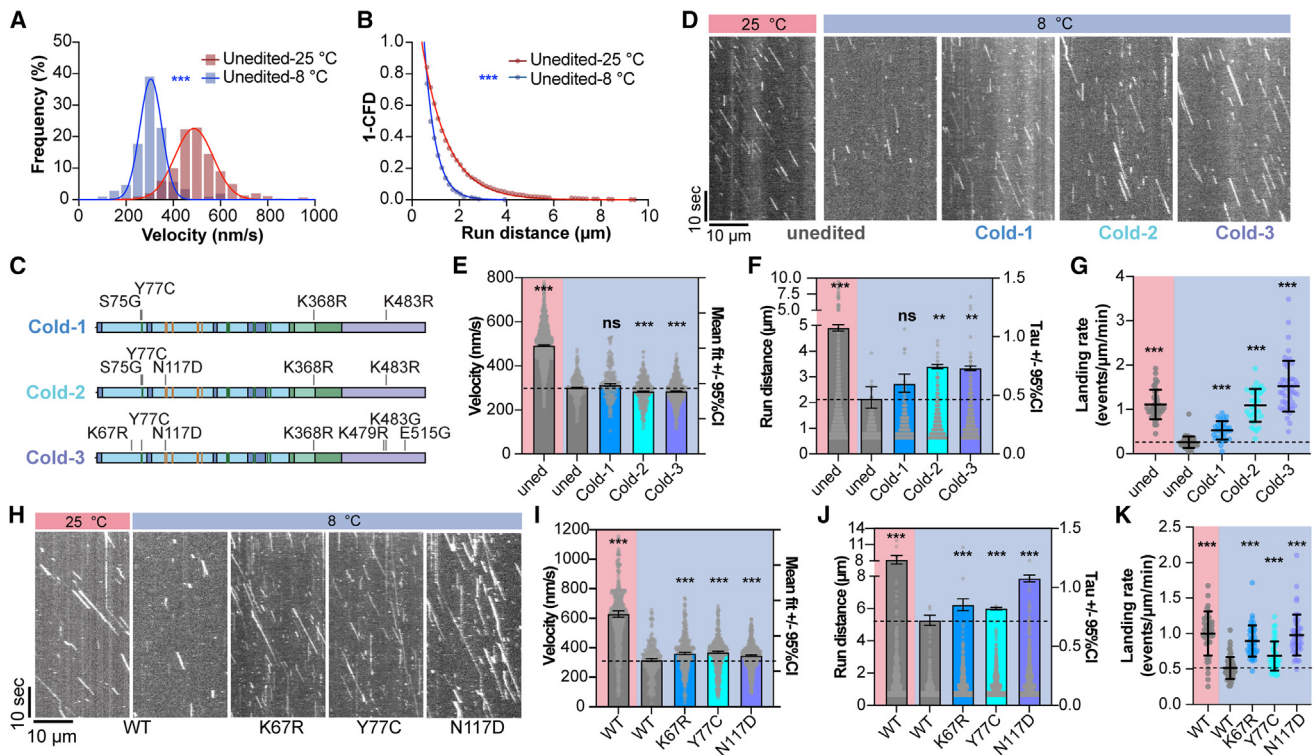 A
Frequency (%)
50
40
30
20
10
0
Unedited-25 °C
Unedited-8 °C
***
0 200 400 600 800 1000
Velocity (nm/s)
B
1-CFD
1.0
0.8
0.6
0.4
0.2
0.0
Unedited-25 °C
Unedited-8 °C
***
0 2 4 6 8 10
Run distance (µm)
D
25 °C
8 °C
10 sec
10 µm
unedited
Cold-1
Cold-2
Cold-3
C
Y77C
S75G
K368R
K483R
Cold-1
Y77C
S75G
N117D
K368R
K483R
Cold-2
Y77C
K483G
K67R
N117D
K368R
K479R
E515G
Cold-3
E
Velocity (nm/s)
800
600
400
200
0
***
ns
***
***
Mean fit +/- 95%CI
uned
uned
Cold-1
Cold-2
Cold-3
F
Run distance (µm)
10.0
7.5
5
4
3
2
1
0
***
ns
**
**
1.5
1.0
0.5
0.0
Tau +/- 95%CI
uned
uned
Cold-1
Cold-2
Cold-3
G
Landing rate
(events/µm/min)
4
3
2
1
0
***
***
***
***
uned
uned
Cold-1
Cold-2
Cold-3
H
25 °C
8 °C
10 sec
10 µm
WT
K67R
Y77C
N117D
I
Velocity (nm/s)
1200
1000
800
600
400
200
0
***
***
***
***
Mean fit +/- 95%CI
WT
WT
K67R
Y77C
N117D
J
Run distance (µm)
14
8
8
6
4
2
0
***
***
***
***
1.5
1.0
0.5
0.0
Tau +/- 95%CI
WT
WT
K67R
Y77C
N117D
K
Landing rate
(events/µm/min)
2.5
2.0
1.5
1.0
0.5
0.0
***
***
***
***
WT
WT
K67R
Y77C
N117D